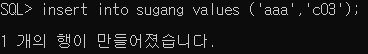 SQL> insert into sugang values ('aaa','c03');
1 개의 행이 만들어졌습니다.